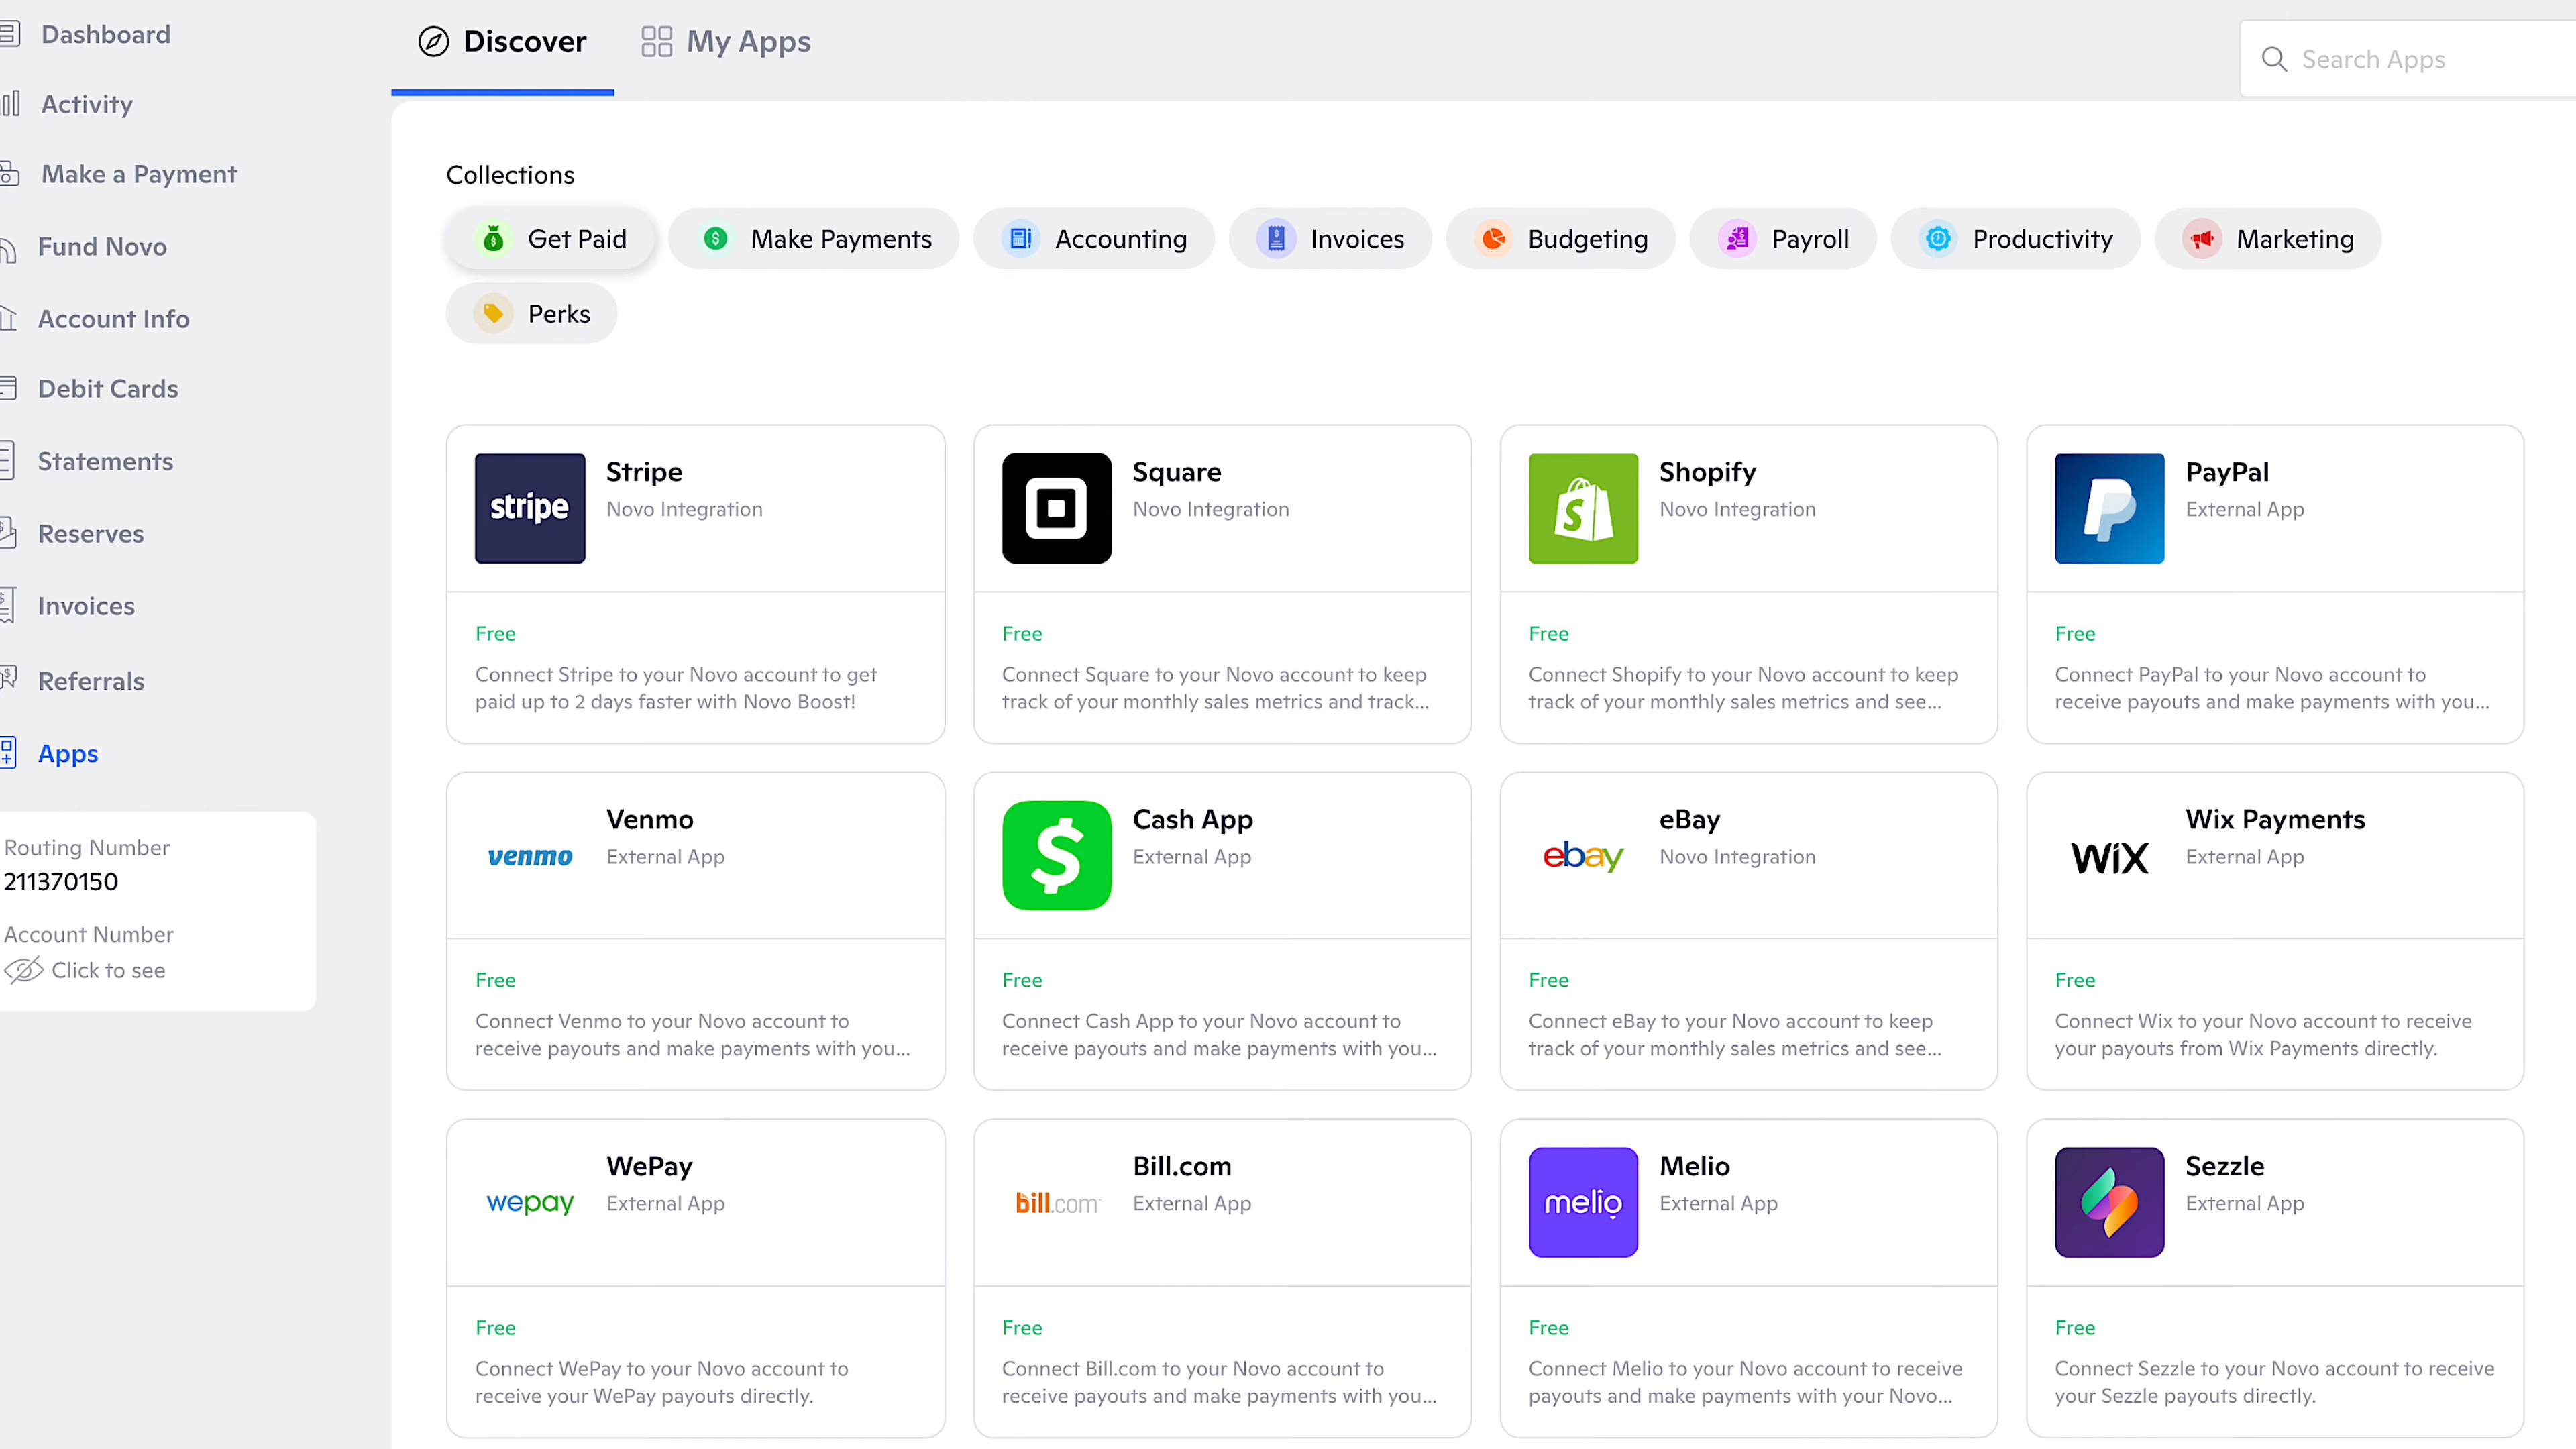 Dashboard
Activity
Make a Payment
Fund Novo
Account Info
Debit Cards
Statements
Reserves
Invoices
Referrals
Apps
Routing Number
211370150
Account Number
Click to see
Discover
My Apps
Search Apps
Collections
Get Paid
Make Payments
Accounting
Invoices
Budgeting
Payroll
Productivity
Marketing
Perks
stripe
Stripe
Novo Integration
Free
Connect Stripe to your Novo account to get
paid up to 2 days faster with Novo Boost!
Square
Novo Integration
Free
Connect Square to your Novo account to keep
track of your monthly sales metrics and track...
Shopify
Novo Integration
Free
Connect Shopify to your Novo account to keep
track of your monthly sales metrics and see...
PayPal
External App
Free
Connect PayPal to your Novo account to
receive payouts and make payments with you...
venmo
Venmo
External App
Free
Connect Venmo to your Novo account to
receive payouts and make payments with you...
Cash App
External App
Free
Connect Cash App to your Novo account to
receive payouts and make payments with you...
ebay
eBay
Novo Integration
Free
Connect eBay to your Novo account to keep
track of your monthly sales metrics and see...
WiX
Wix Payments
External App
Free
Connect Wix to your Novo account to receive
your payouts from Wix Payments directly.
wepay
WePay
External App
Free
Connect WePay to your Novo account to
receive your WePay payouts directly.
bill.com
Bill.com
External App
Free
Connect Bill.com to your Novo account to
receive payouts and make payments with you...
melio
Melio
External App
Free
Connect Melio to your Novo account to receive
payouts and make payments with your Novo...
Sezzle
External App
Free
Connect Sezzle to your Novo account to receive
your Sezzle payouts directly.